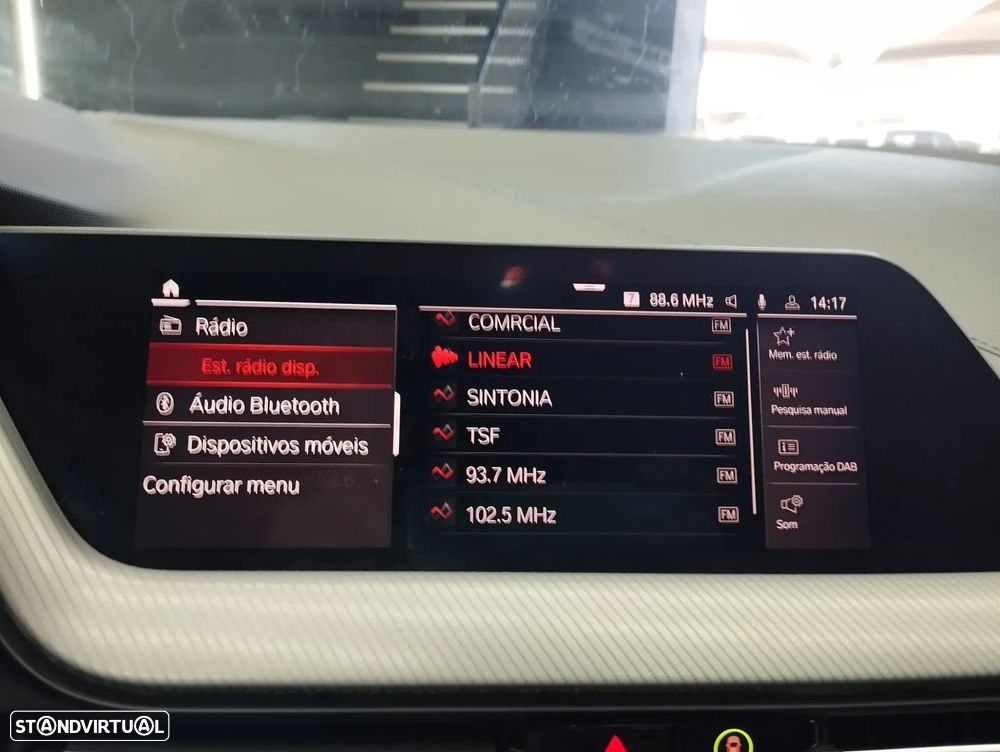 7 88.6 MHz 14:17
Rádio
Est. rádio disp.
Áudio Bluetooth
Dispositivos móveis
Configurar menu
COMRCIAL FM
LINEAR FM
SINTONIA FM
TSF FM
93.7 MHz FM
102.5 MHz FM
Mem. est. rádio
Pesquisa manual
Programação DAB
Som
STANDVIRTUAL